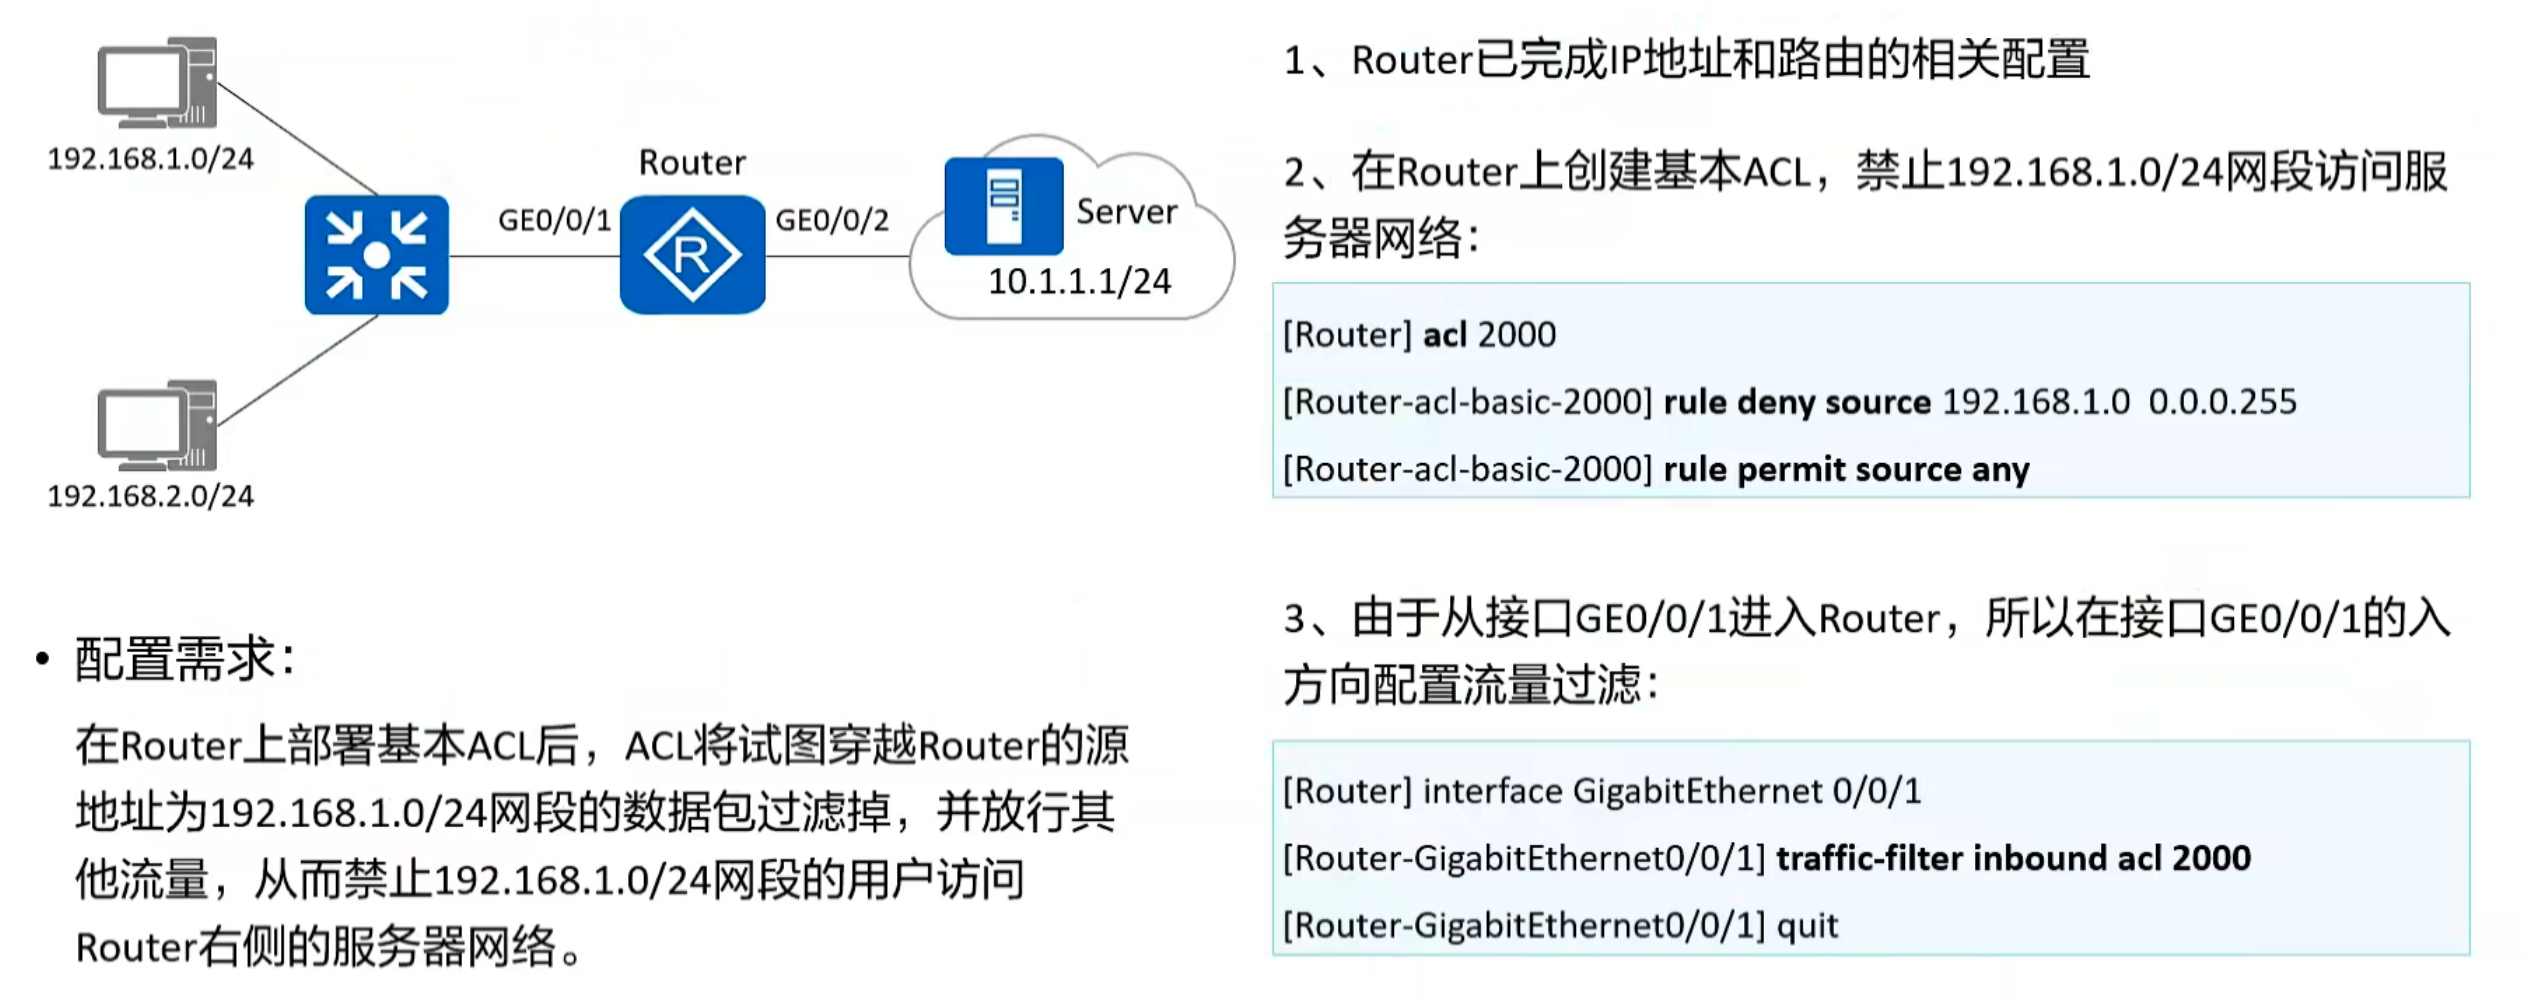 192.168.1.0/24
Router
GE0/0/1
R
GE0/0/2
Server
10.1.1.1/24
192.168.2.0/24
• 配置需求：
在Router上部署基本ACL后，ACL将试图穿越Router的源
地址为192.168.1.0/24网段的数据包过滤掉，并放行其
他流量，从而禁止192.168.1.0/24网段的用户访问
Router右侧的服务器网络。
1、Router已完成IP地址和路由的相关配置
2、在Router上创建基本ACL，禁止192.168.1.0/24网段访问服
务器网络：
[Router] acl 2000
[Router-acl-basic-2000] rule deny source 192.168.1.0 0.0.0.255
[Router-acl-basic-2000] rule permit source any
3、由于从接口GE0/0/1进入Router，所以在接口GE0/0/1的入
方向配置流量过滤：
[Router] interface GigabitEthernet 0/0/1
[Router-GigabitEthernet0/0/1] traffic-filter inbound acl 2000
[Router-GigabitEthernet0/0/1] quit